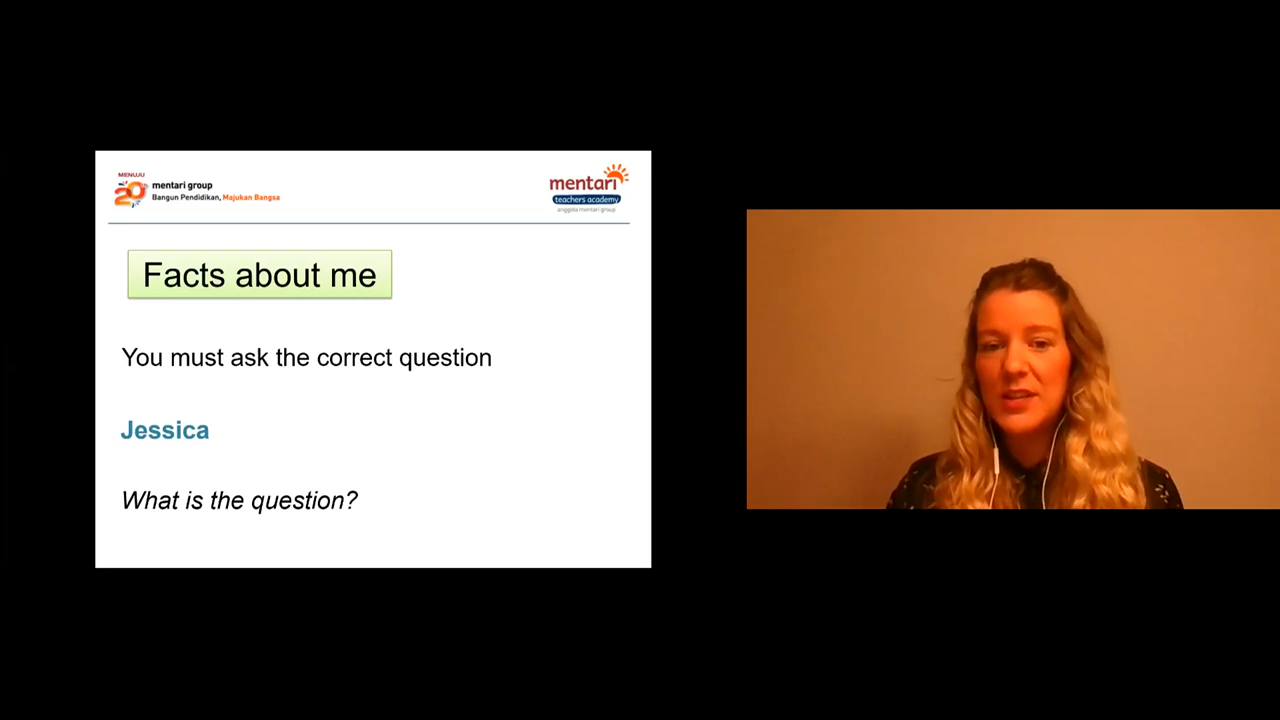 MENUJU
20th
mentari group
Bangun Pendidikan, Majukan Bangsa
mentari
teachers academy
anggota mentari group
Facts about me
You must ask the correct question
Jessica
What is the question?